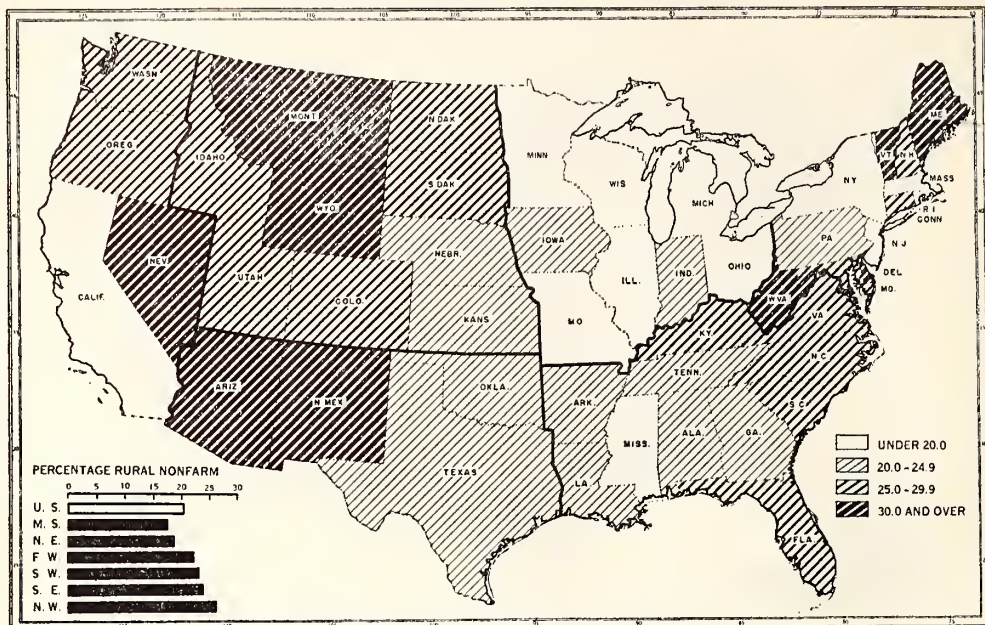 WASH.
MONT.
N. DAK.
MINN.
ME.
OREG.
IDAHO
S. DAK.
WIS.
MICH.
N Y
VT.
N H.
MASS
R I
CONN
WYO.
IOWA
PA.
N J
NEV.
NEBR.
ILL.
IND.
OHIO
DEL
MO.
UTAH
COLO.
W.VA.
VA.
CALIF.
KANS
MO
KY.
N.C.
ARIZ.
N MEX.
OKLA.
ARK.
TENN.
S C.
TEXAS
LA.
MISS.
ALA.
GA.
FLA.
UNDER 20.0
20.0 - 24.9
25.0 - 29.9
30.0 AND OVER
PERCENTAGE RURAL NONFARM
0 5 10 15 20 25 30
U. S.
M. S.
N. E.
F W.
S W.
S. E.
N. W.